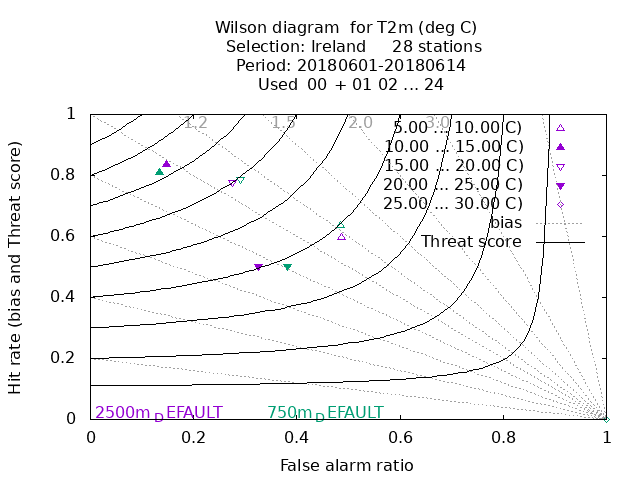 Wilson diagram  for T2m (deg C)
Selection: Ireland     28 stations
Period: 20180601-20180614
Used  00  + 01 02 ... 24
1
1.2
1.5
2.0
3.0
5.00 ... 10.00 C)
10.00 ... 15.00 C)
15.00 ... 20.00 C)
20.00 ... 25.00 C)
25.00 ... 30.00 C)
bias
Threat score
0.8
0.6
0.4
0.2
0
Hit rate (bias and Threat score)
2500m_DEFAULT
750m_DEFAULT
0
0.2
0.4
0.6
0.8
1
False alarm ratio